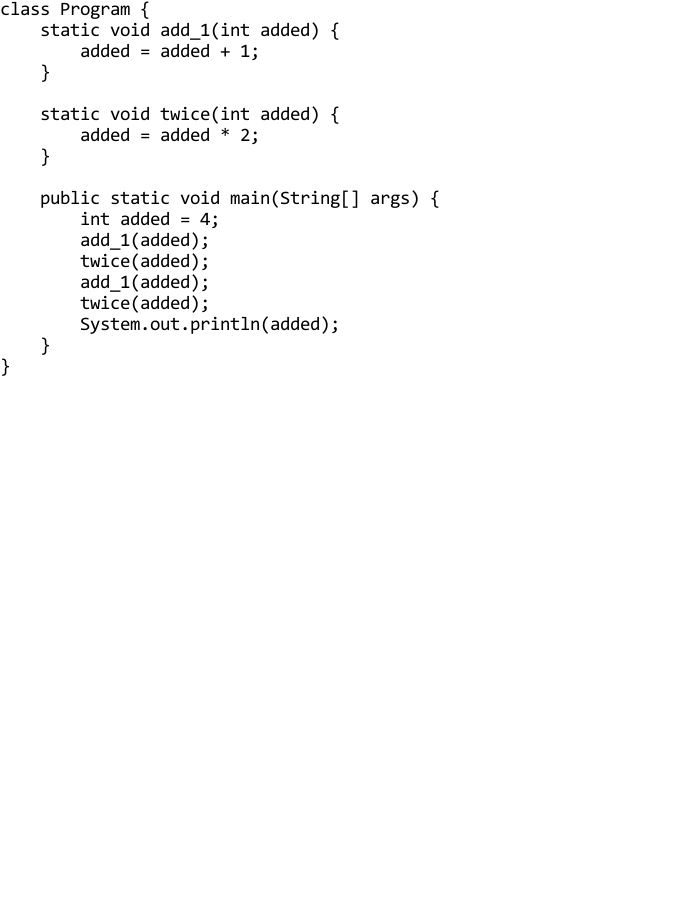 class Program {
    static void add_1(int added) {
        added = added + 1;
    }

    static void twice(int added) {
        added = added * 2;
    }

    public static void main(String[] args) {
        int added = 4;
        add_1(added);
        twice(added);
        add_1(added);
        twice(added);
        System.out.println(added);
    }
}